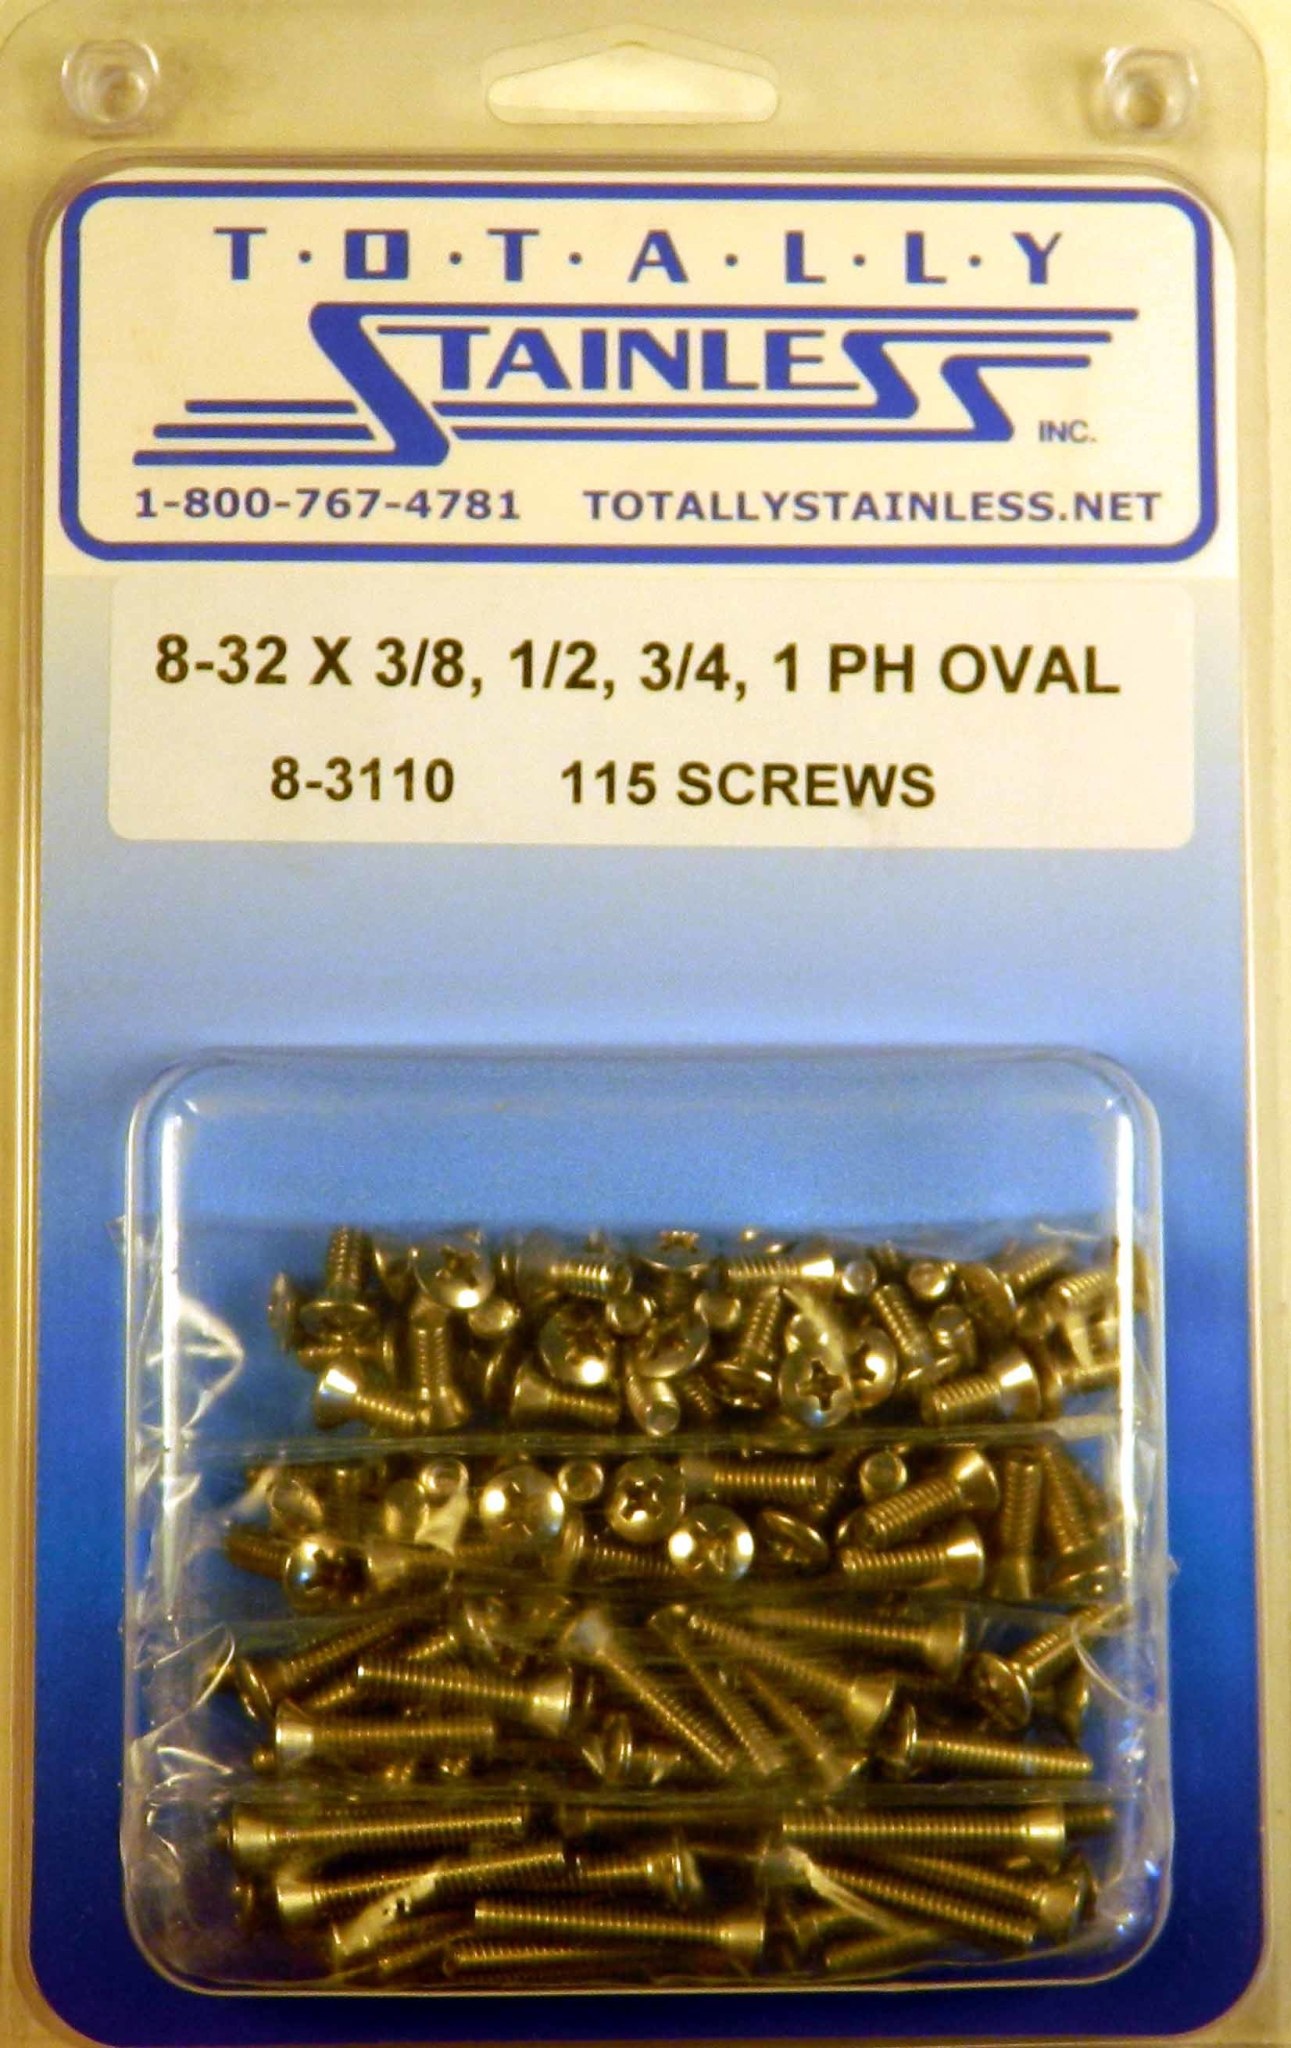 T·O·T·A·L·L·Y
STAINLESS
INC.
1-800-767-4781 TOTALLYSTAINLESS.NET
8-32 X 3/8, 1/2, 3/4, 1 PH OVAL
8-3110 115 SCREWS